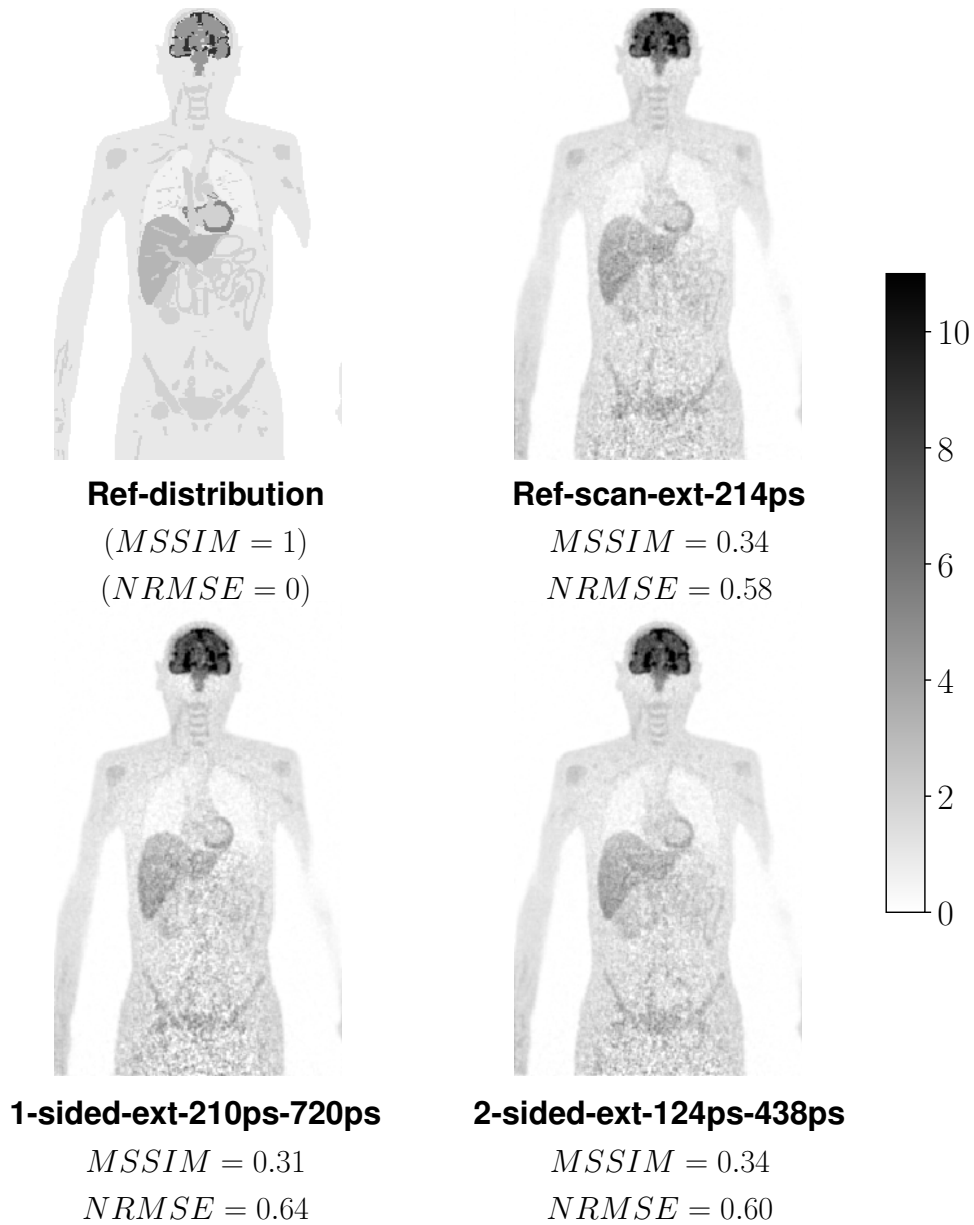 Ref-distribution
(MSSIM = 1)
(NRMSE = 0)
Ref-scan-ext-214ps
MSSIM = 0.34
NRMSE = 0.58
1-sided-ext-210ps-720ps
MSSIM = 0.31
NRMSE = 0.64
2-sided-ext-124ps-438ps
MSSIM = 0.34
NRMSE = 0.60
10
8
6
4
2
0